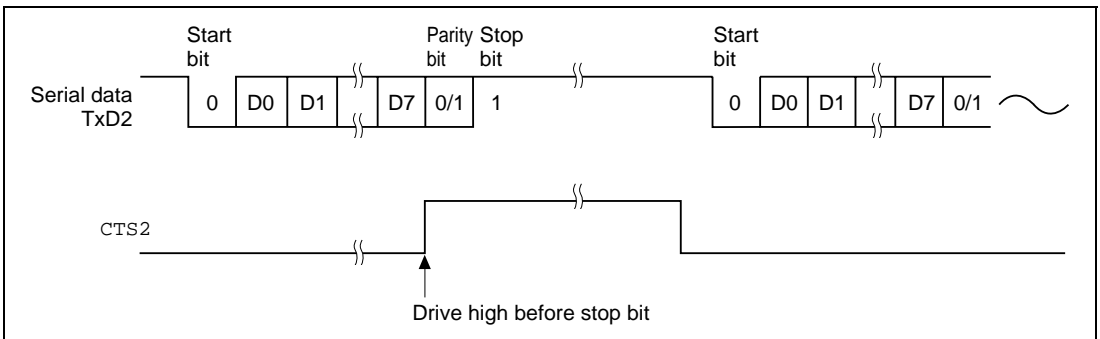 Start
bit
Parity
bit
Stop
bit
Start
bit
Serial data
TxD2
0 D0 D1 D7 0/1 1 0 D0 D1 D7 0/1
CTS2
Drive high before stop bit